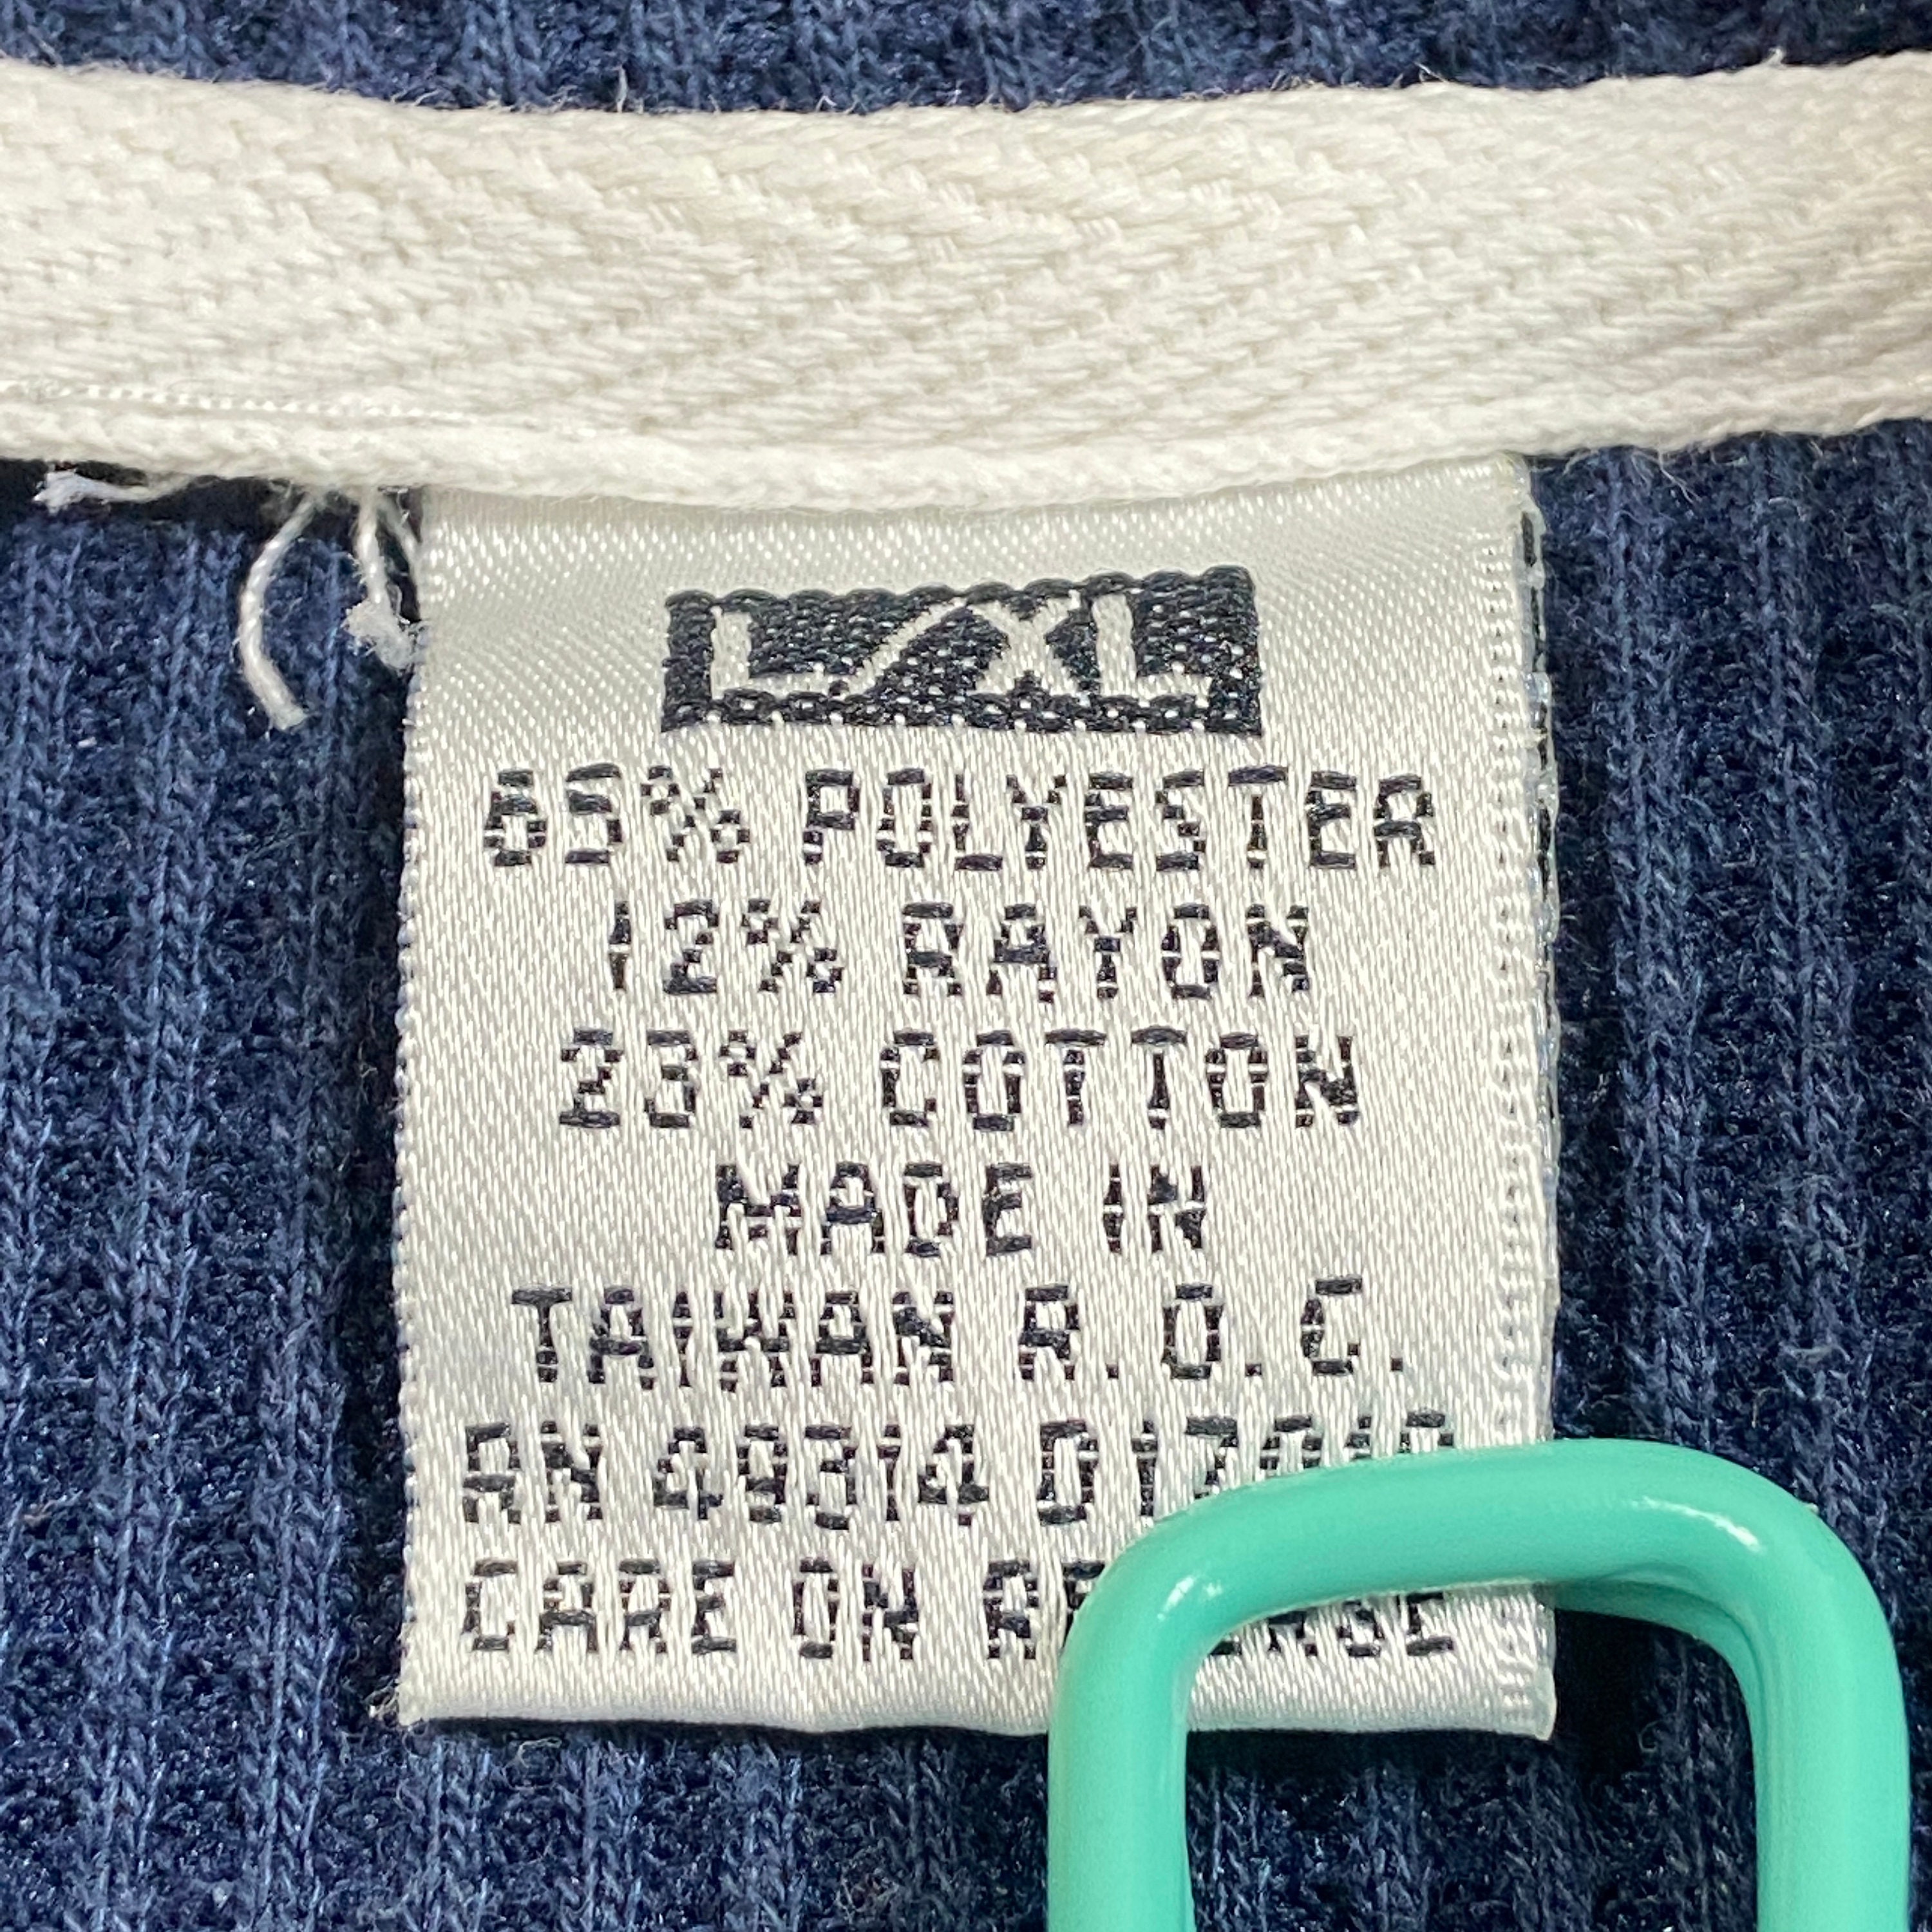 L/XL
65% POLYESTER
12% RAYON
23% COTTON
MADE IN
TAIWAN R.O.C.
RN 49314
CARE ON